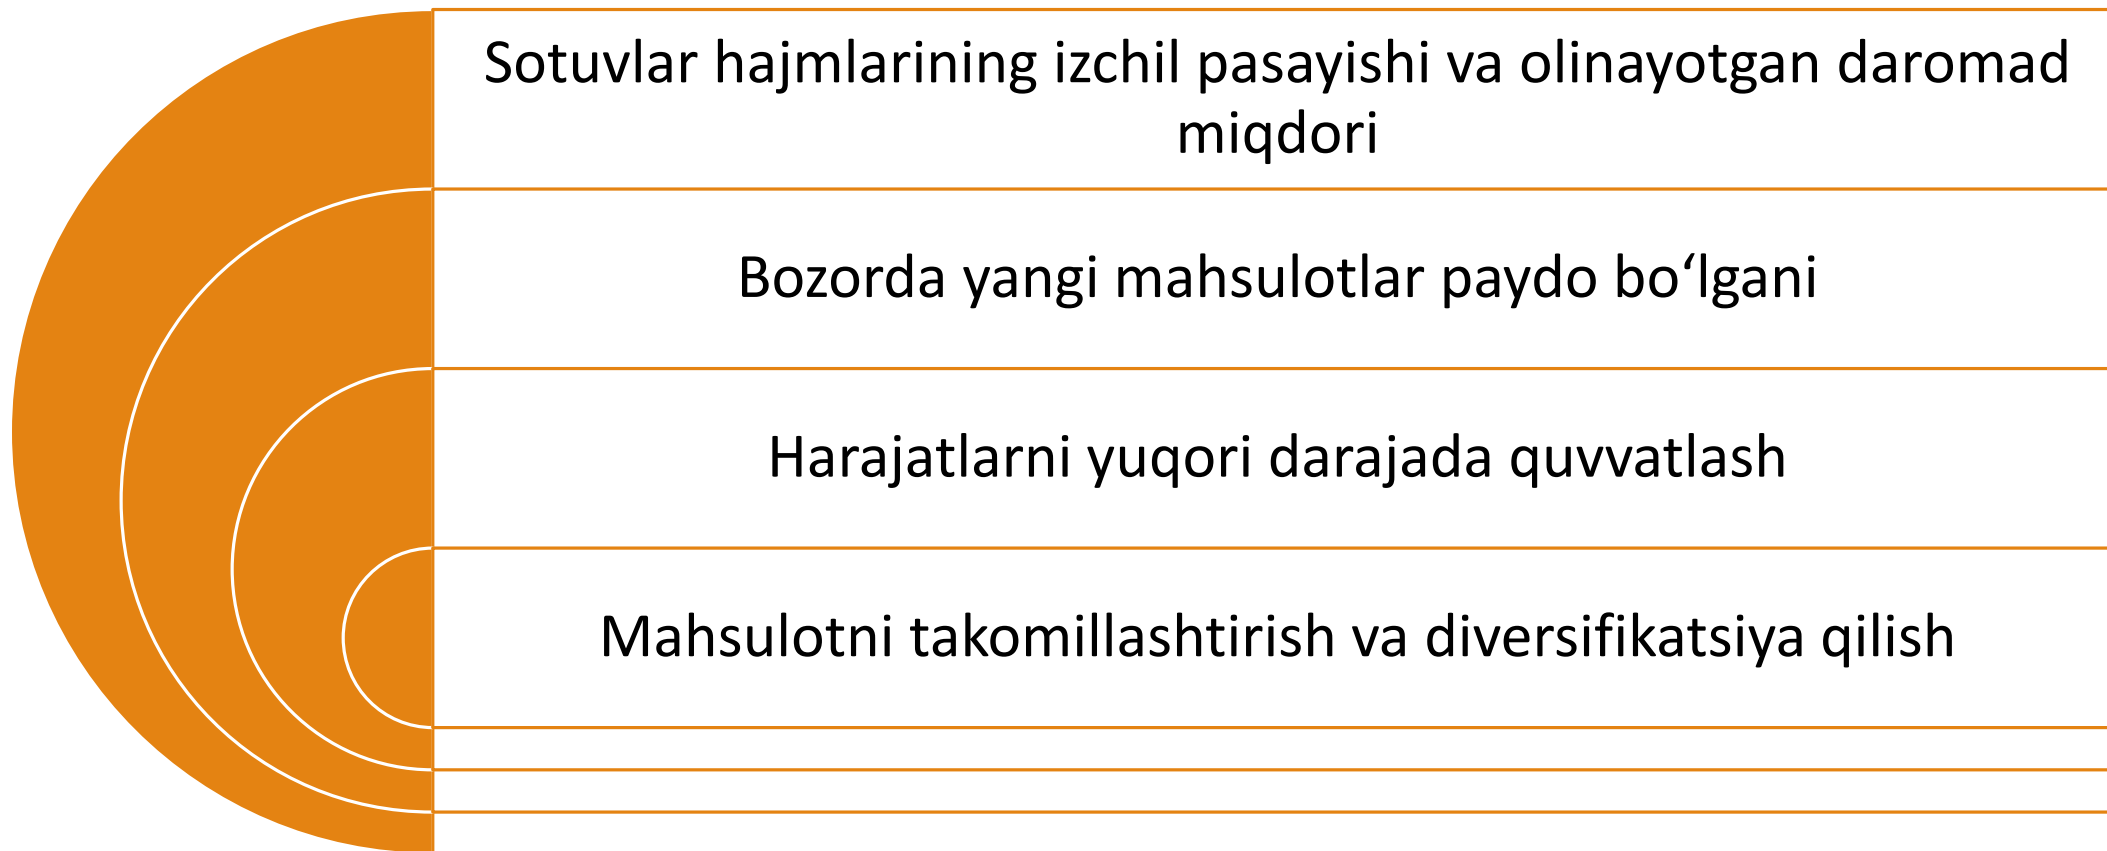 Sotuvlar hajmlarining izchil pasayishi va olinayotgan daromad
miqdori
Bozorda yangi mahsulotlar paydo bo‘lgani
Harajatlarni yuqori darajada quvvatlash
Mahsulotni takomillashtirish va diversifikatsiya qilish